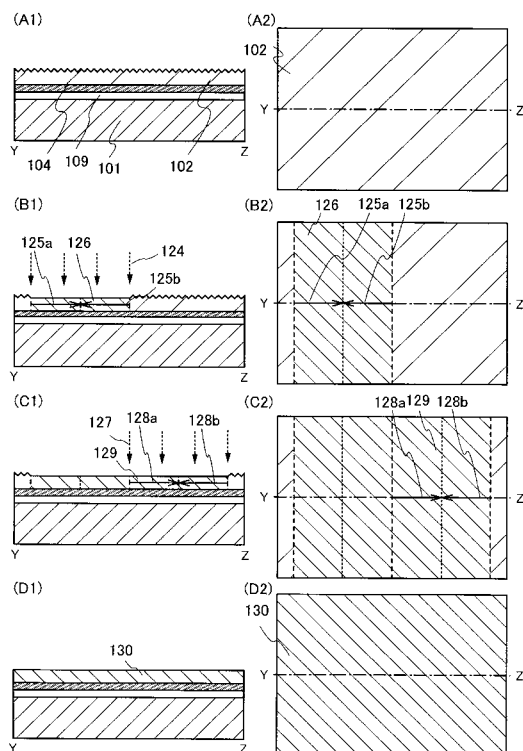 (A1) (A2)
102
Y Z
104 109 101 102
Y Z
(B1) (B2)
126 125a 125b
125a 126 124
125b
Y Z
Y Z
(C1) (C2)
127 128a 128b
129
128a 129 128b
Y Z
Y Z
(D1) (D2)
130
130
Y Z
Y Z